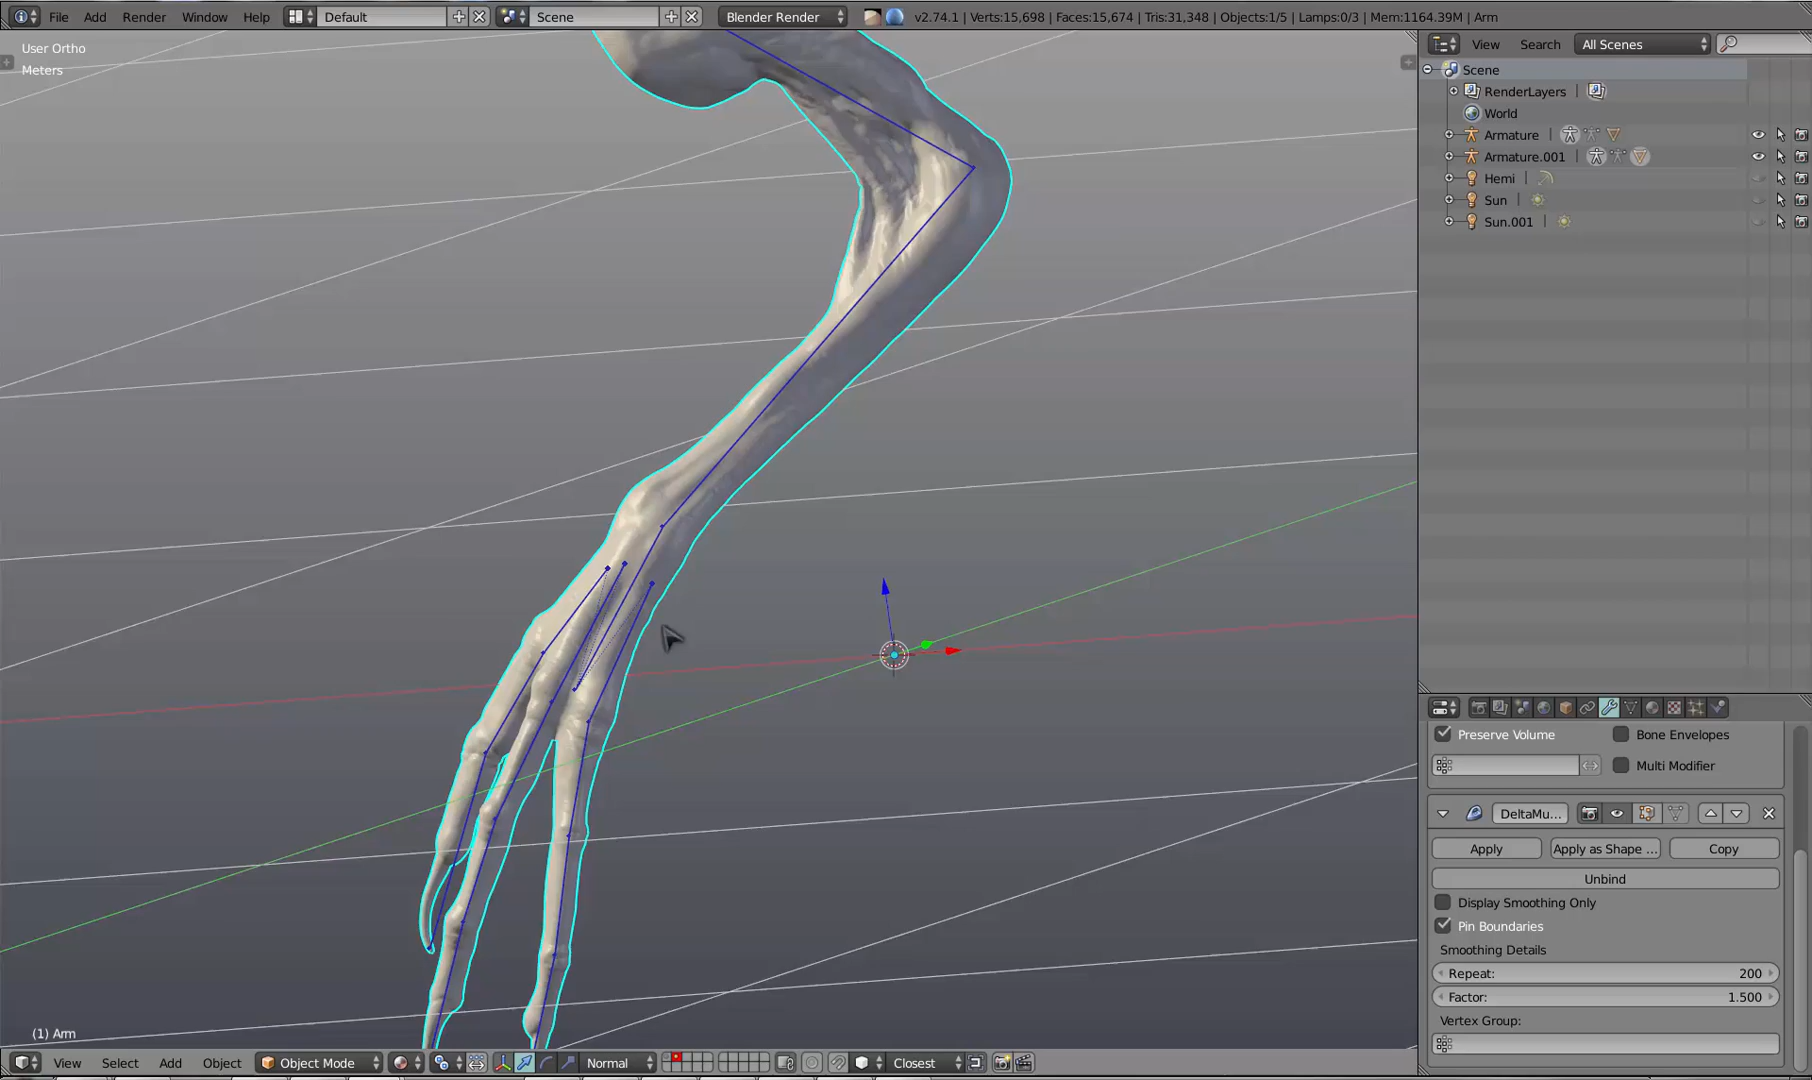 File Add Render Window Help Default Scene Blender Render v2.74.1 | Verts:15,698 | Faces:15,674 | Tris:31,348 | Objects:1/5 | Lamps:0/3 | Mem:1164.39M | Arm
User Ortho
Meters
View Search All Scenes
Scene
RenderLayers
World
Armature
Armature.001
Hemi
Sun
Sun.001
Preserve Volume Bone Envelopes
Multi Modifier
DeltaMu...
Apply Apply as Shape ... Copy
Unbind
Display Smoothing Only
Pin Boundaries
Smoothing Details
Repeat: 200
Factor: 1.500
Vertex Group:
(1) Arm
View Select Add Object Object Mode Normal Closest